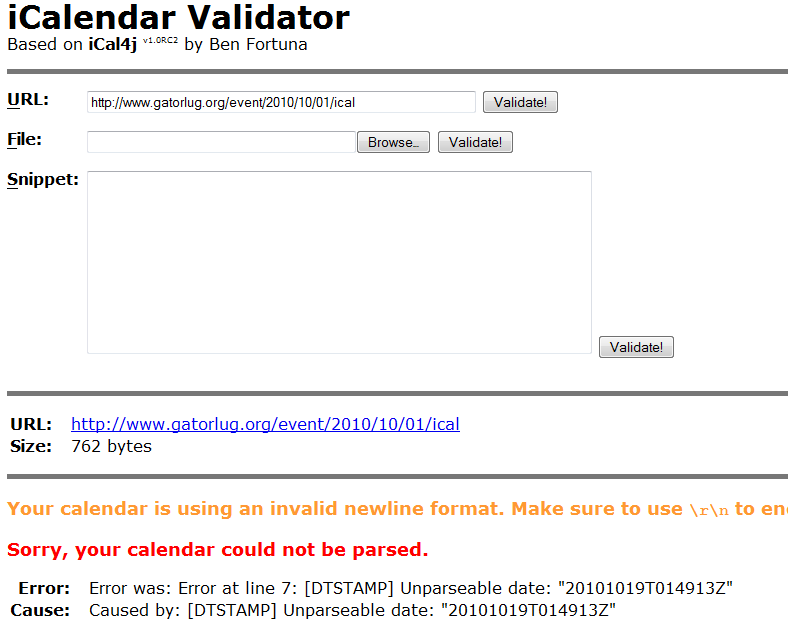 iCalendar Validator
Based on iCal4j v1.0RC2 by Ben Fortuna
URL: http://www.gatorlug.org/event/2010/10/01/ical Validate!
File: Browse... Validate!
Snippet:
Validate!
URL: http://www.gatorlug.org/event/2010/10/01/ical
Size: 762 bytes
Your calendar is using an invalid newline format. Make sure to use \r\n to en
Sorry, your calendar could not be parsed.
Error: Error was: Error at line 7: [DTSTAMP] Unparseable date: "20101019T014913Z"
Cause: Caused by: [DTSTAMP] Unparseable date: "20101019T014913Z"